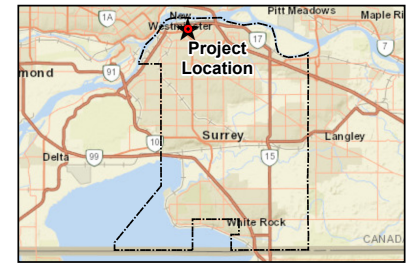 Pitt Meadows
Maple Ri
1A
New
Westminster
17
7
Project
Location
mond
91
Surrey
Langley
10
Delta
99
15
White Rock
CANADA